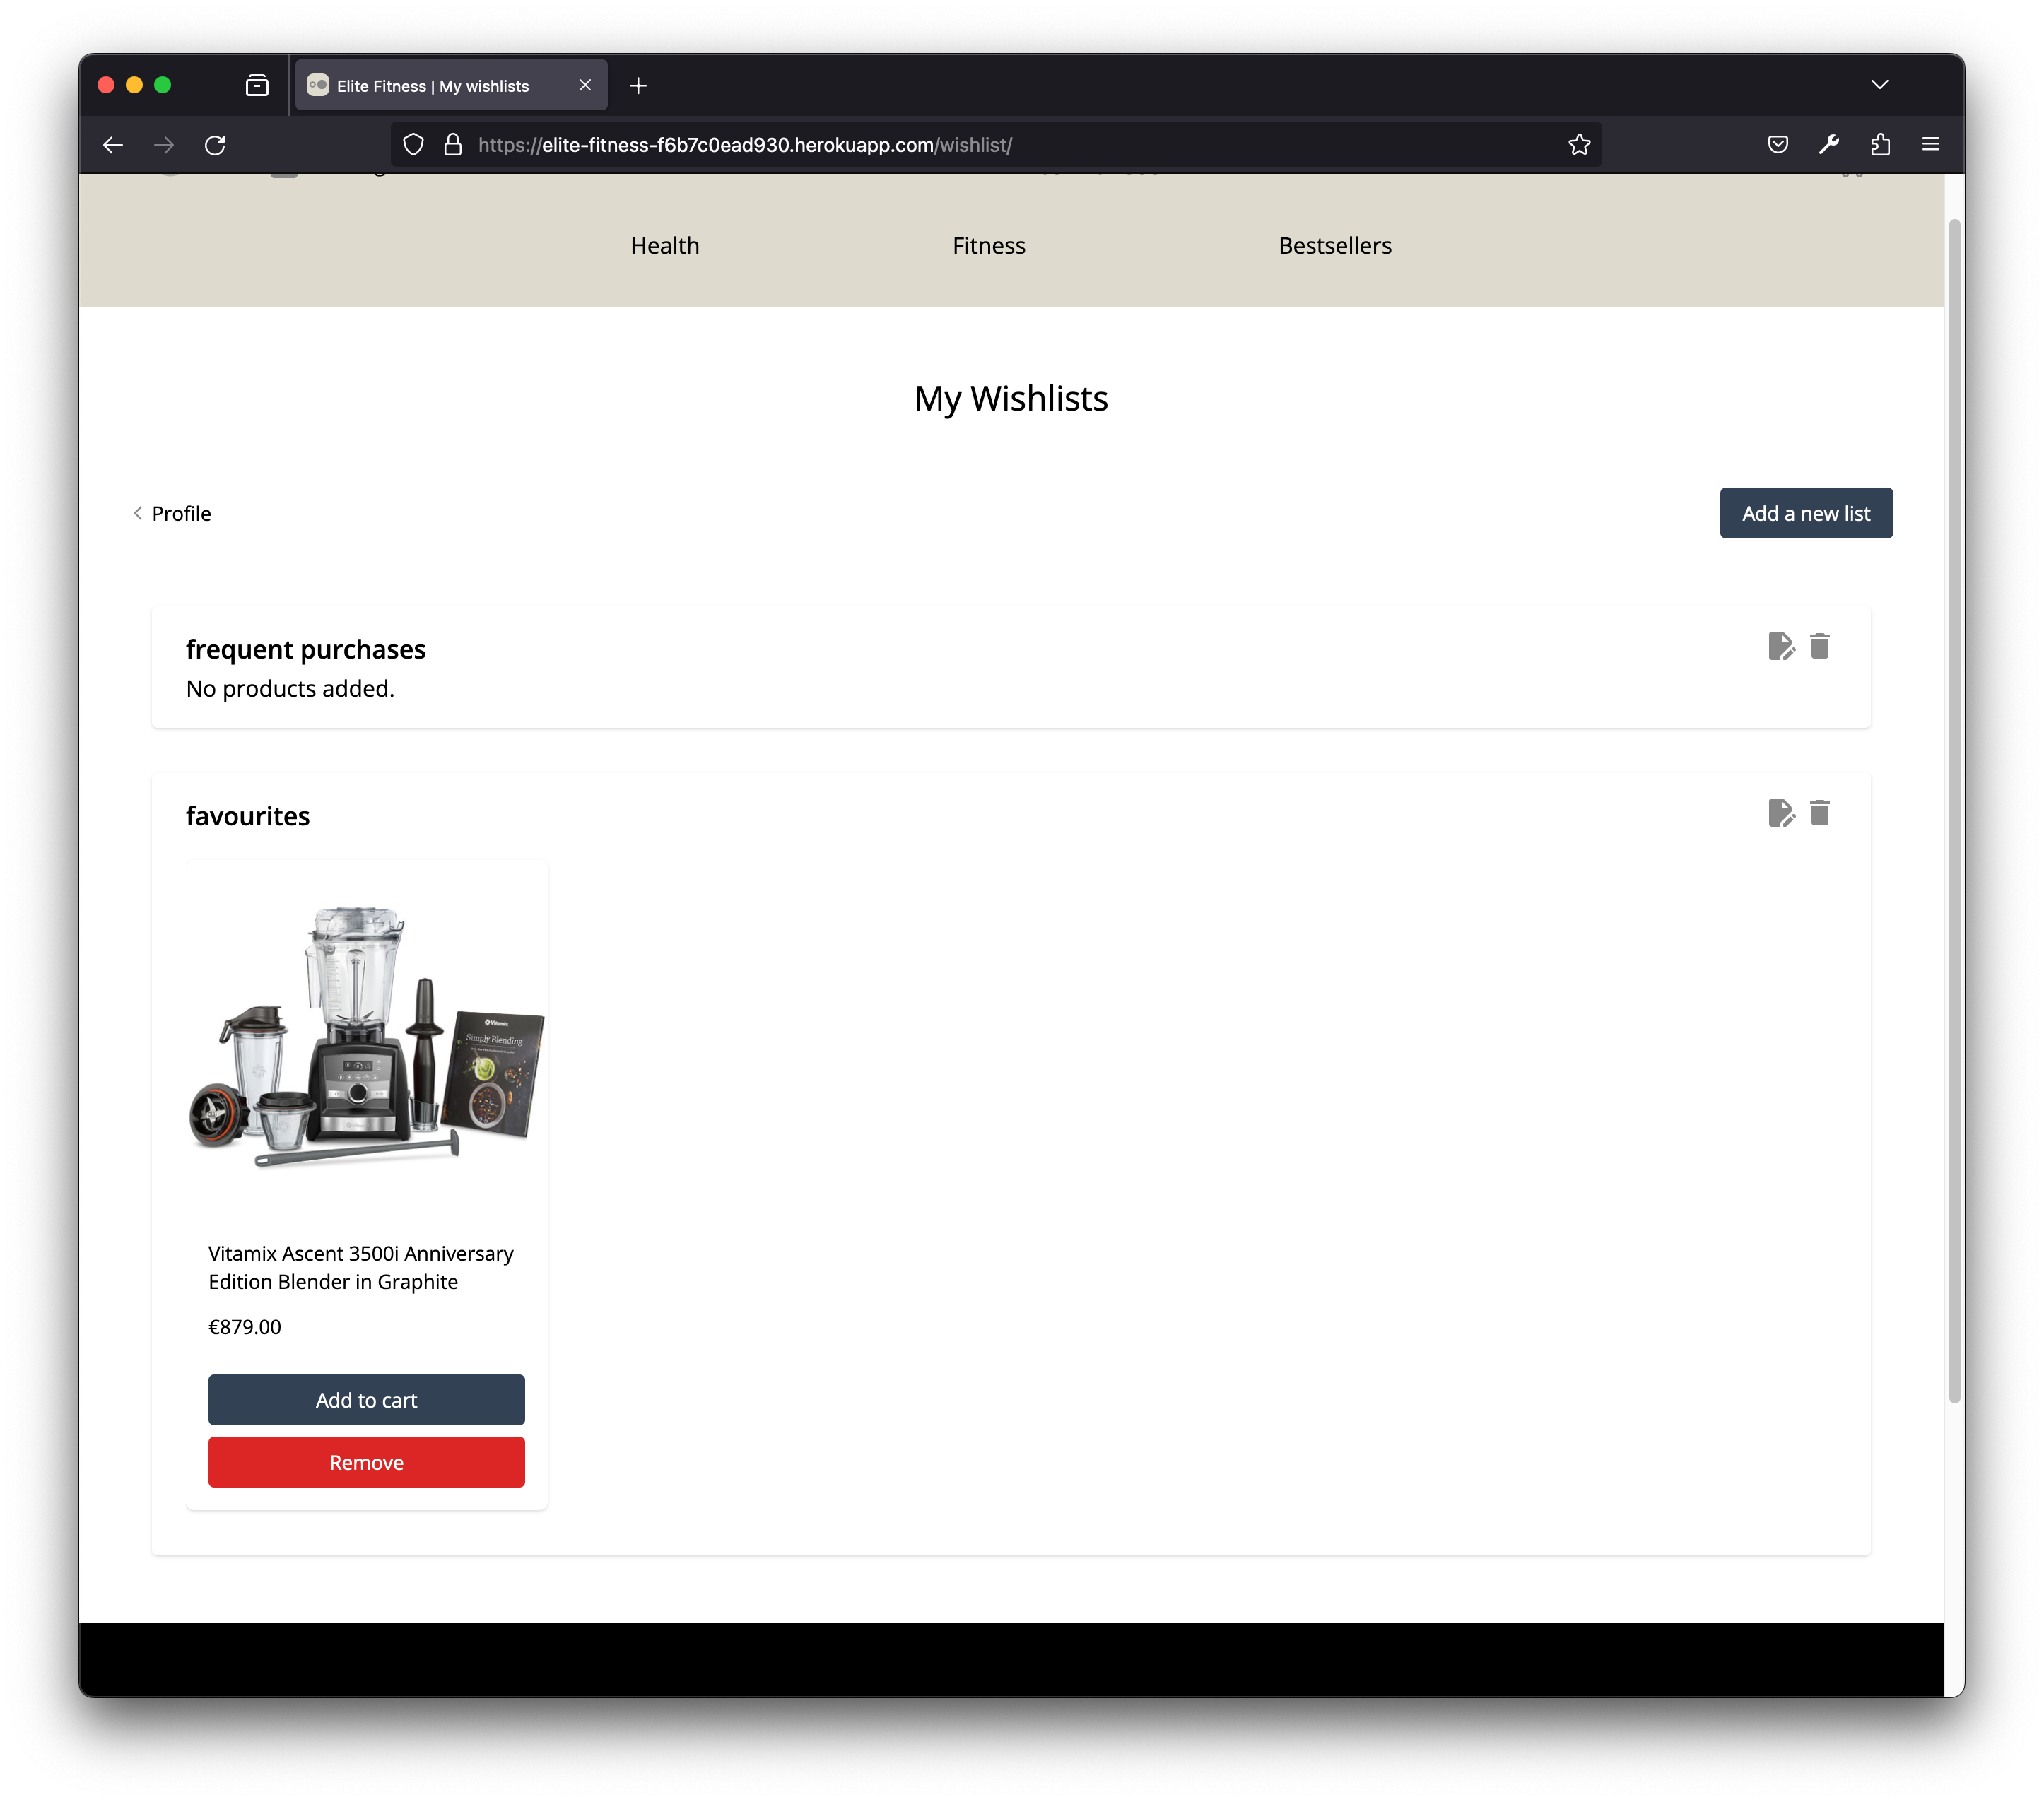 Elite Fitness | My wishlists
https://elite-fitness-f6b7c0ead930.herokuapp.com/wishlist/
Health
Fitness
Bestsellers
My Wishlists
Profile
Add a new list
frequent purchases
No products added.
favourites
Vitamix
Simply Blending
Vitamix Ascent 3500i Anniversary
Edition Blender in Graphite
€879.00
Add to cart
Remove